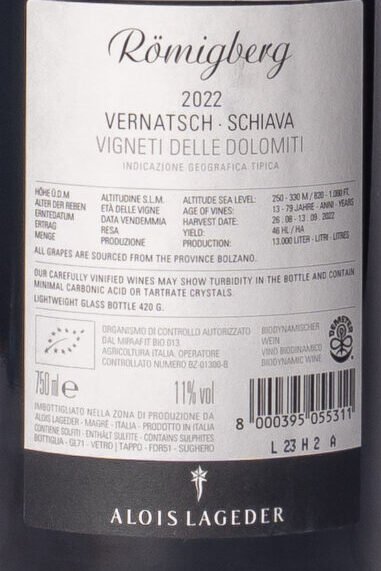 Römigberg
2022
VERNATSCH · SCHIAVA
VIGNETI DELLE DOLOMITI
INDICAZIONE GEOGRAFICA TIPICA
HÖHE Ü.D.M ALTITUDINE S.L.M. ALTITUDE SEA LEVEL: 250 - 330 M / 820 - 1.080 FT.
ALTER DER REBEN ETÀ DELLE VIGNE AGE OF VINES: 13 - 79 JAHRE - ANNI - YEARS
ERNTEDATUM DATA VENDEMMIA HARVEST DATE: 26 · 08 - 13 · 09 · 2022
ERTRAG RESA YIELD: 46 HL / HA
MENGE PRODUZIONE PRODUCTION: 13.000 LITER - LITRI - LITRES
ALL GRAPES ARE SOURCED FROM THE PROVINCE BOLZANO.
OUR CAREFULLY VINIFIED WINES MAY SHOW TURBIDITY IN THE BOTTLE AND CONTAIN
MINIMAL CARBONIC ACID OR TARTRATE CRYSTALS.
LIGHTWEIGHT GLASS BOTTLE 420 G.
ORGANISMO DI CONTROLLO AUTORIZZATO
DAL MIPAAFIT BIO 013
AGRICOLTURA ITALIA, OPERATORE
CONTROLLATO NUMERO BZ-01300-B
BIODYNAMISCHER
WEIN
VINO BIODINAMICO
BIODYNAMIC WINE
DEMETER
750 ml e 11% vol
IMBOTTIGLIATO NELLA ZONA DI PRODUZIONE DA
ALOIS LAGEDER - MAGRÈ - ITALIA - PRODOTTO IN ITALIA
CONTIENE SOLFITI - ENTHÄLT SULFITE - CONTAINS SULPHITES
BOTTIGLIA - GL71 - VETRO | TAPPO - FOR51 - SUGHERO
8 000395 055311
L 23 H 2 A
ALOIS LAGEDER